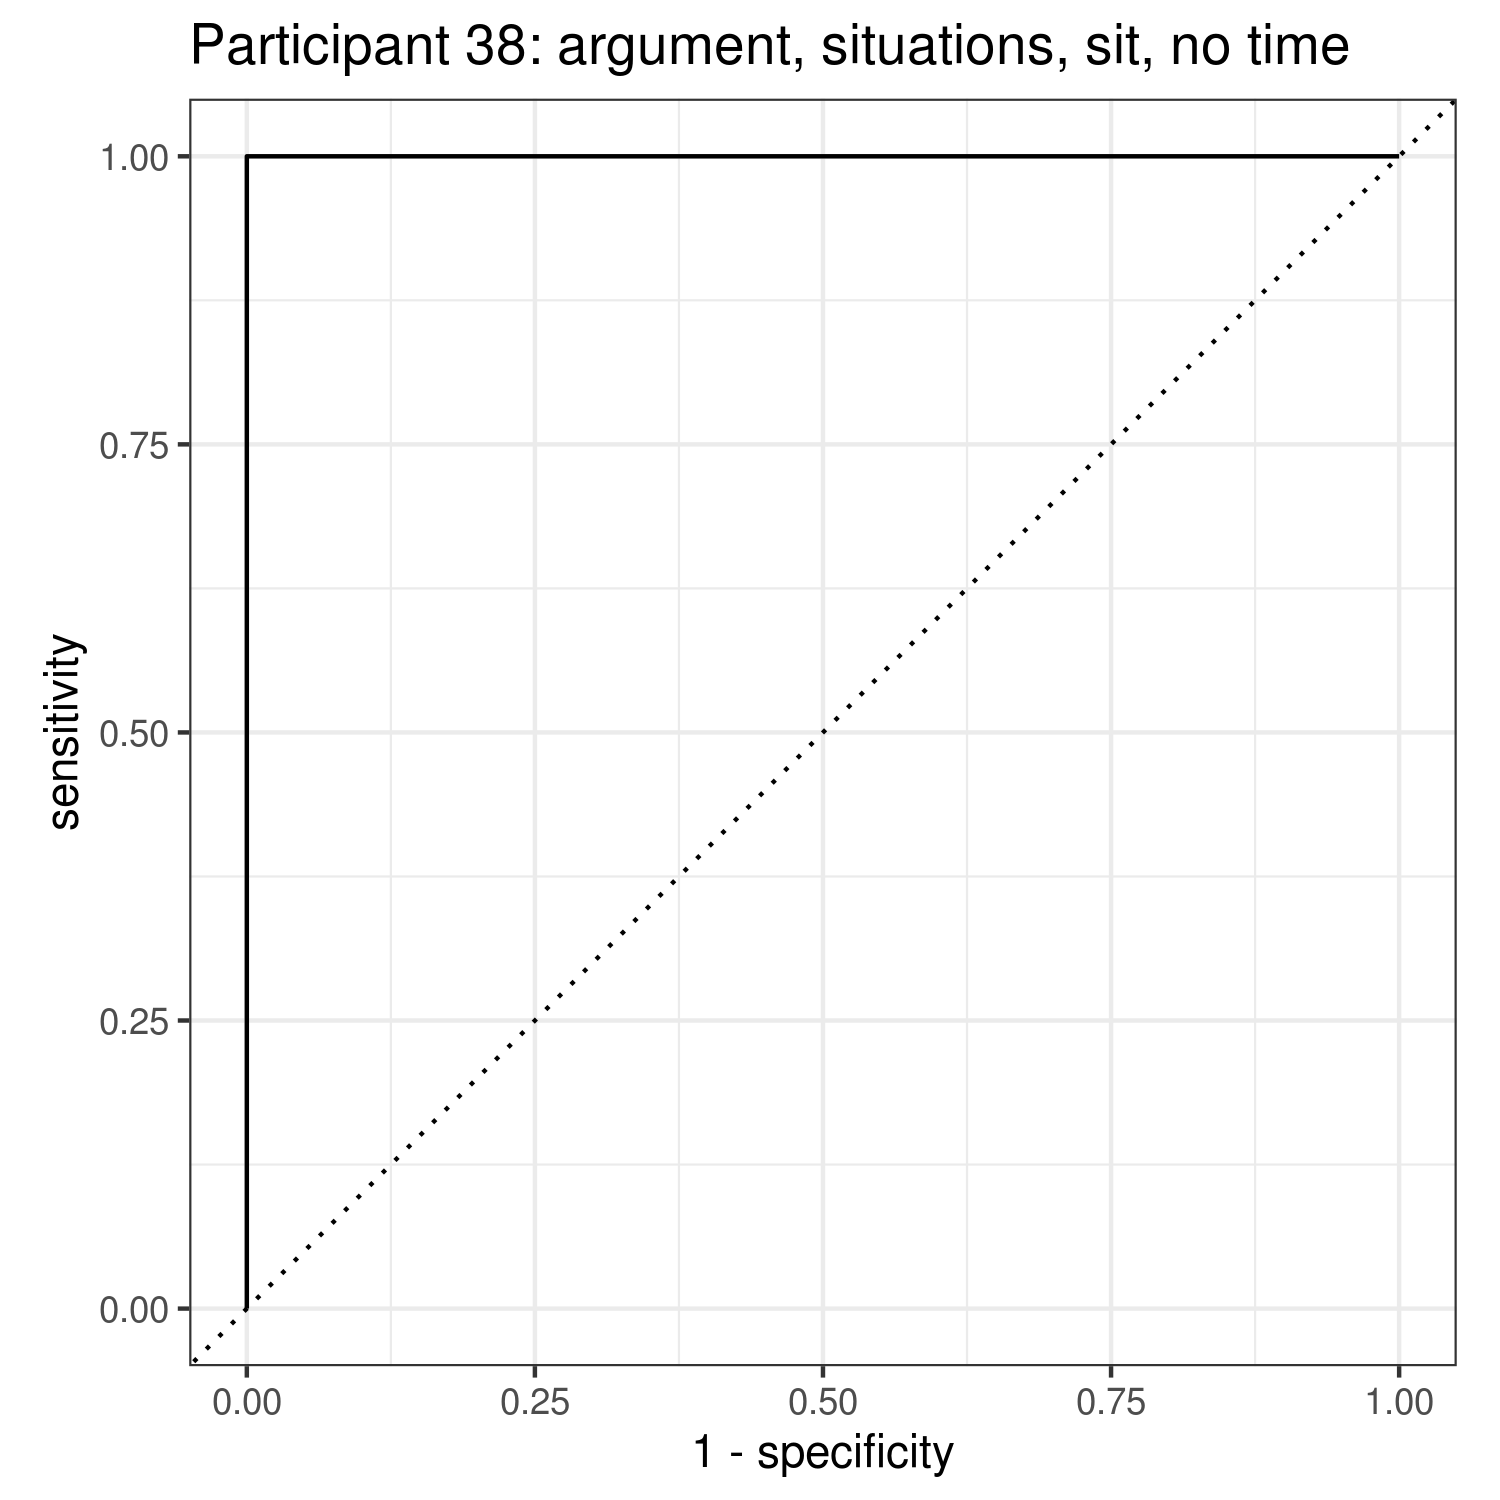 Participant 38: argument, situations, sit, no time
1.00
0.75
0.50
0.25
0.00
sensitivity
0.00 0.25 0.50 0.75 1.00
1 - specificity